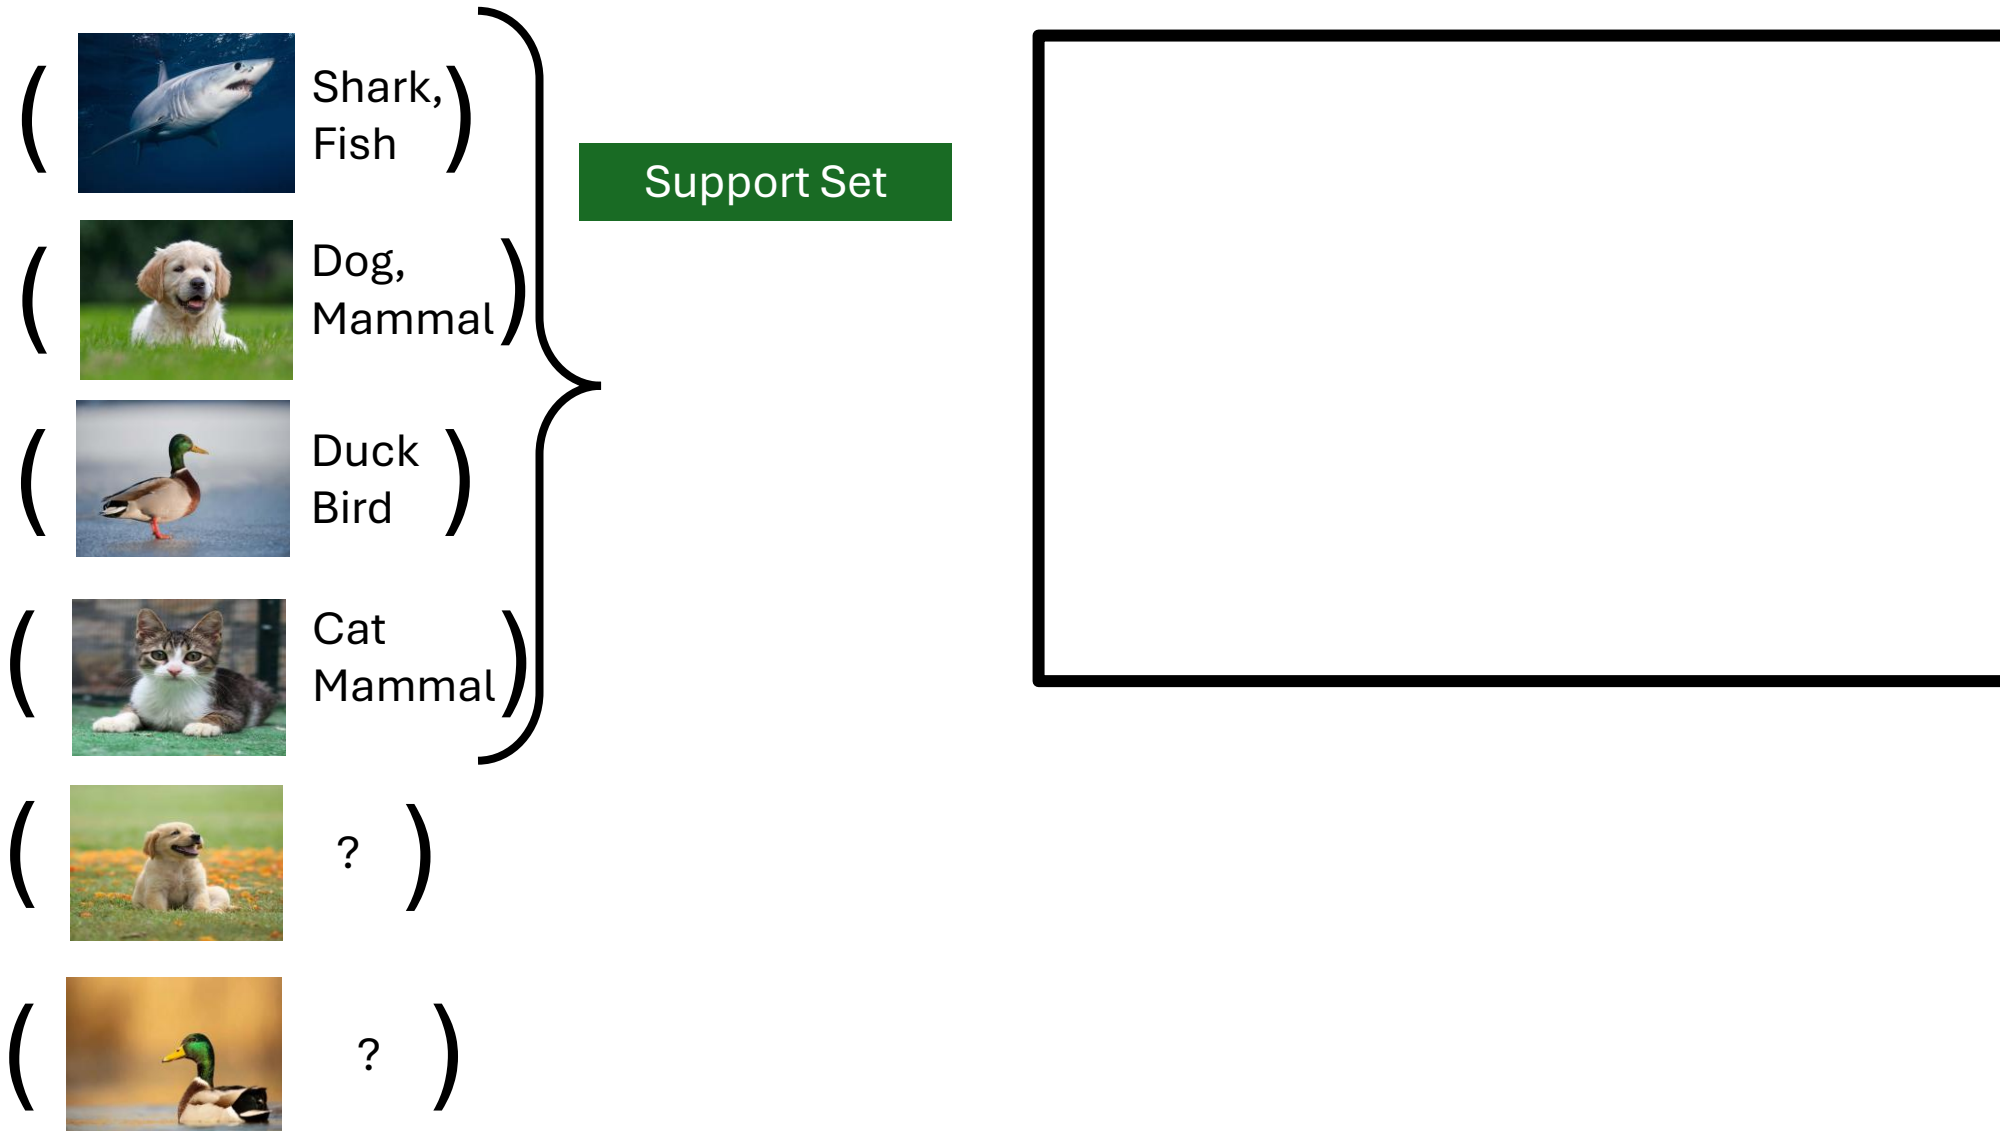 ( Shark,
Fish )
( Dog,
Mammal )
( Duck
Bird )
( Cat
Mammal )
( ? )
( ? )
Support Set